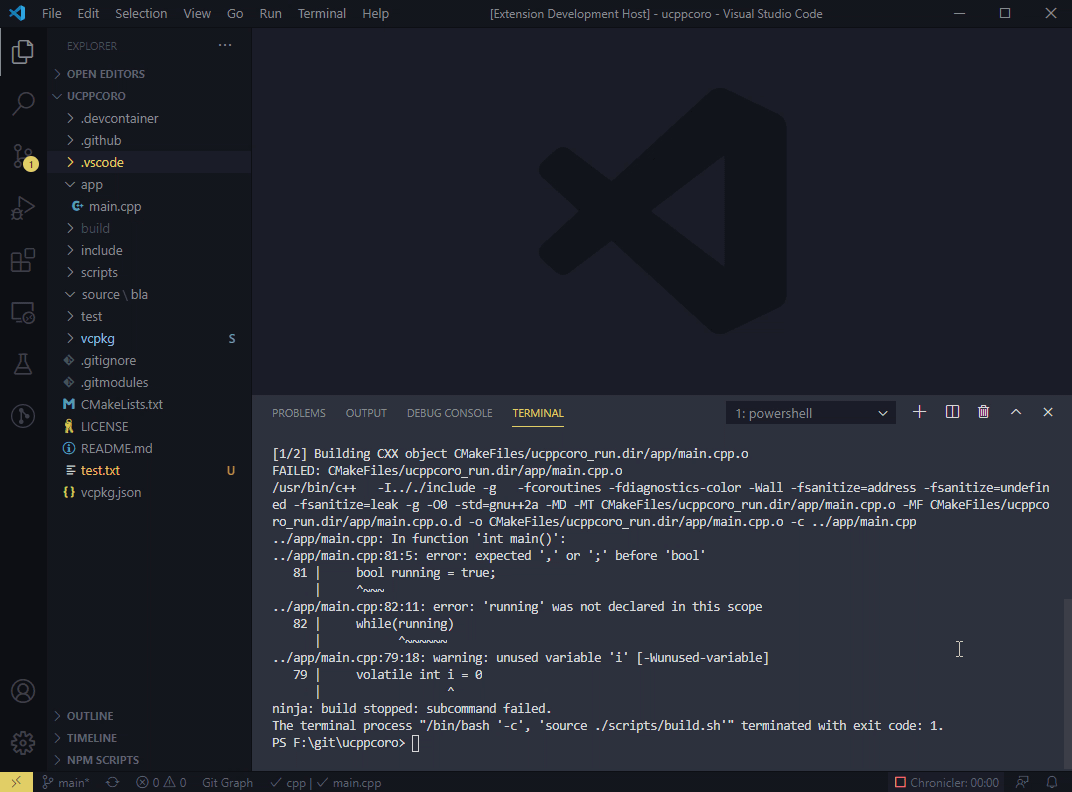 File Edit Selection View Go Run Terminal Help [Extension Development Host] - ucppcoro - Visual Studio Code
EXPLORER
OPEN EDITORS
UCPPCORO
.devcontainer
.github
1
.vscode
app
main.cpp
build
include
scripts
source \ bla
test
vcpkg S
.gitignore
.gitmodules
CMakeLists.txt
LICENSE
README.md
test.txt U
vcpkg.json
OUTLINE
TIMELINE
NPM SCRIPTS
PROBLEMS OUTPUT DEBUG CONSOLE TERMINAL 1: powershell
[1/2] Building CXX object CMakeFiles/ucppcoro_run.dir/app/main.cpp.o
FAILED: CMakeFiles/ucppcoro_run.dir/app/main.cpp.o
/usr/bin/c++   -I.././include -g   -fcoroutines -fdiagnostics-color -Wall -fsanitize=address -fsanitize=undefin
ed -fsanitize=leak -g -O0 -std=gnu++2a -MD -MT CMakeFiles/ucppcoro_run.dir/app/main.cpp.o -MF CMakeFiles/ucppco
ro_run.dir/app/main.cpp.o.d -o CMakeFiles/ucppcoro_run.dir/app/main.cpp.o -c ../app/main.cpp
../app/main.cpp: In function 'int main()':
../app/main.cpp:81:5: error: expected ',' or ';' before 'bool'
   81 |     bool running = true;
      |     ^~~~
../app/main.cpp:82:11: error: 'running' was not declared in this scope
   82 |     while(running)
      |           ^~~~~~~
../app/main.cpp:79:18: warning: unused variable 'i' [-Wunused-variable]
   79 |     volatile int i = 0
      |                  ^
ninja: build stopped: subcommand failed.
The terminal process "/bin/bash '-c', 'source ./scripts/build.sh'" terminated with exit code: 1.
PS F:\git\ucppcoro>
main* 0 0 Git Graph cpp | main.cpp Chronicler: 00:00